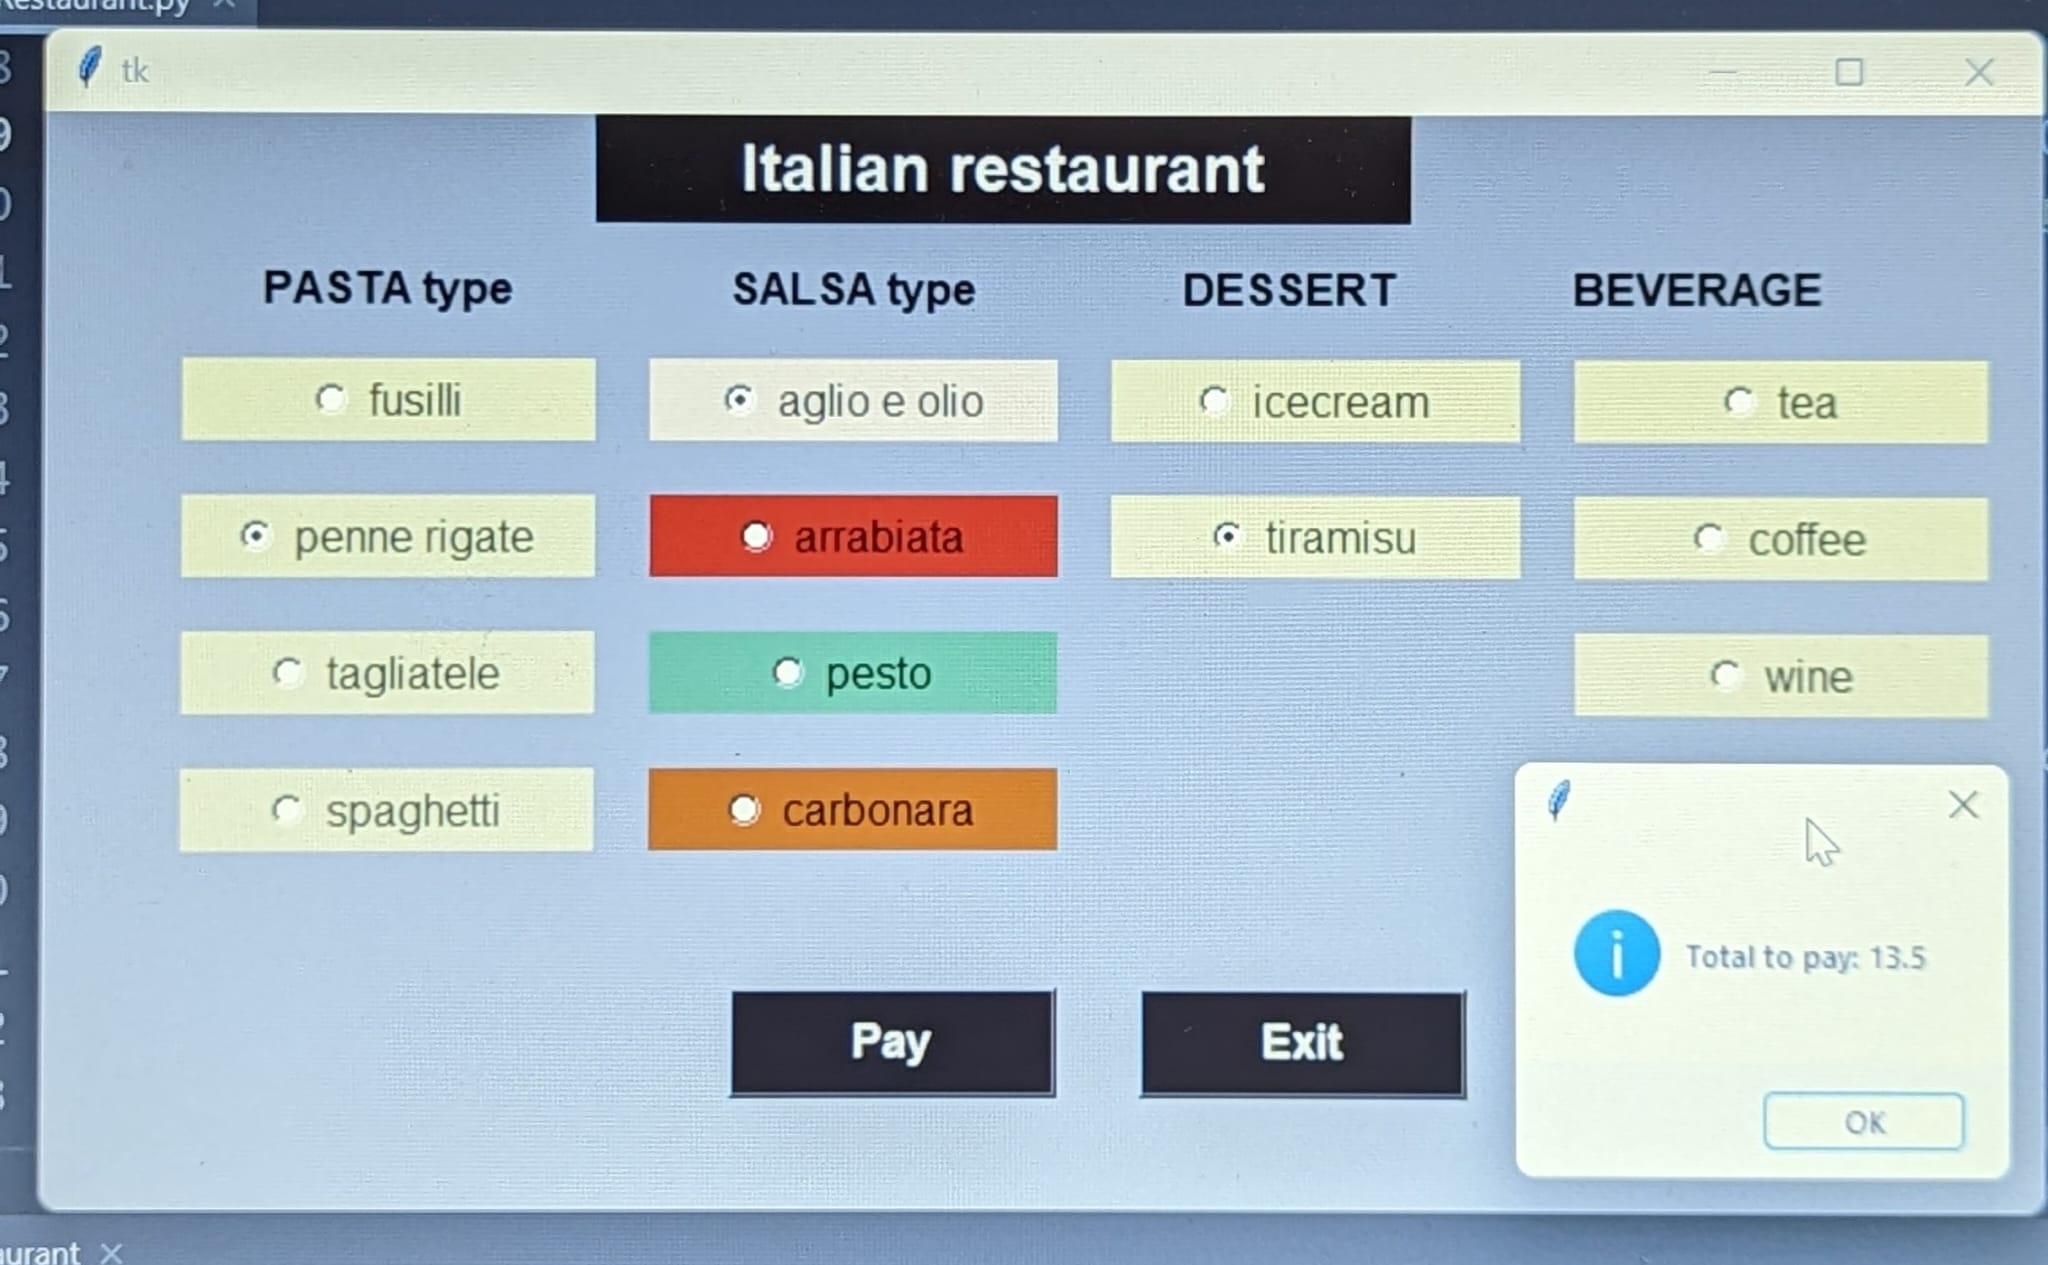 Restaurant.py
tk
Italian restaurant
PASTA type
SALSA type
DESSERT
BEVERAGE
fusilli
aglio e olio
icecream
tea
penne rigate
arrabiata
tiramisu
coffee
tagliatele
pesto
wine
spaghetti
carbonara
Total to pay: 13.5
OK
Pay
Exit
aurant